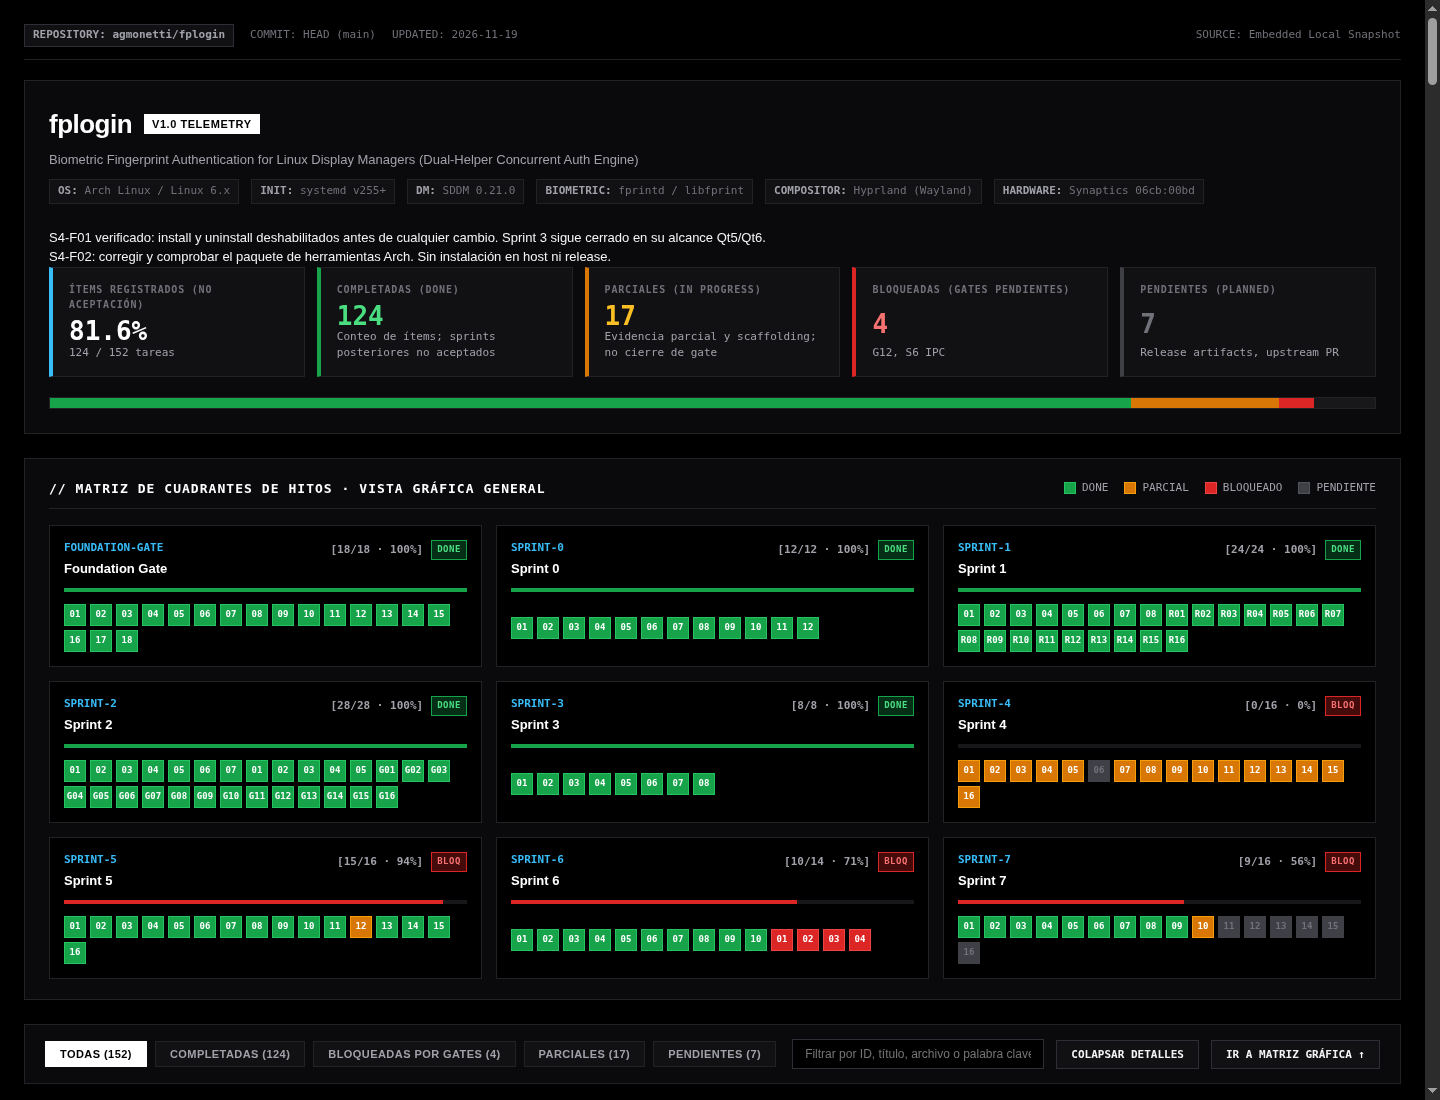 REPOSITORY: agmonetti/fplogin COMMIT: HEAD (main) UPDATED: 2026-11-19 SOURCE: Embedded Local Snapshot
fplogin V1.0 TELEMETRY
Biometric Fingerprint Authentication for Linux Display Managers (Dual-Helper Concurrent Auth Engine)
OS: Arch Linux / Linux 6.x INIT: systemd v255+ DM: SDDM 0.21.0 BIOMETRIC: fprintd / libfprint COMPOSITOR: Hyprland (Wayland) HARDWARE: Synaptics 06cb:00bd
S4-F01 verificado: install y uninstall deshabilitados antes de cualquier cambio. Sprint 3 sigue cerrado en su alcance Qt5/Qt6.
S4-F02: corregir y comprobar el paquete de herramientas Arch. Sin instalación en host ni release.
ÍTEMS REGISTRADOS (NO
ACEPTACIÓN)
81.6%
124 / 152 tareas
COMPLETADAS (DONE)
124
Conteo de ítems; sprints
posteriores no aceptados
PARCIALES (IN PROGRESS)
17
Evidencia parcial y scaffolding;
no cierre de gate
BLOQUEADAS (GATES PENDIENTES)
4
G12, S6 IPC
PENDIENTES (PLANNED)
7
Release artifacts, upstream PR
// MATRIZ DE CUADRANTES DE HITOS · VISTA GRÁFICA GENERAL DONE PARCIAL BLOQUEADO PENDIENTE
FOUNDATION-GATE [18/18 · 100%] DONE
Foundation Gate
01 02 03 04 05 06 07 08 09 10 11 12 13 14 15
16 17 18
SPRINT-0 [12/12 · 100%] DONE
Sprint 0
01 02 03 04 05 06 07 08 09 10 11 12
SPRINT-1 [24/24 · 100%] DONE
Sprint 1
01 02 03 04 05 06 07 08 R01 R02 R03 R04 R05 R06 R07
R08 R09 R10 R11 R12 R13 R14 R15 R16
SPRINT-2 [28/28 · 100%] DONE
Sprint 2
01 02 03 04 05 06 07 01 02 03 04 05 G01 G02 G03
G04 G05 G06 G07 G08 G09 G10 G11 G12 G13 G14 G15 G16
SPRINT-3 [8/8 · 100%] DONE
Sprint 3
01 02 03 04 05 06 07 08
SPRINT-4 [0/16 · 0%] BLOQ
Sprint 4
01 02 03 04 05 06 07 08 09 10 11 12 13 14 15
16
SPRINT-5 [15/16 · 94%] BLOQ
Sprint 5
01 02 03 04 05 06 07 08 09 10 11 12 13 14 15
16
SPRINT-6 [10/14 · 71%] BLOQ
Sprint 6
01 02 03 04 05 06 07 08 09 10 01 02 03 04
SPRINT-7 [9/16 · 56%] BLOQ
Sprint 7
01 02 03 04 05 06 07 08 09 10 11 12 13 14 15
16
TODAS (152) COMPLETADAS (124) BLOQUEADAS POR GATES (4) PARCIALES (17) PENDIENTES (7) Filtrar por ID, título, archivo o palabra clave COLAPSAR DETALLES IR A MATRIZ GRÁFICA ↑